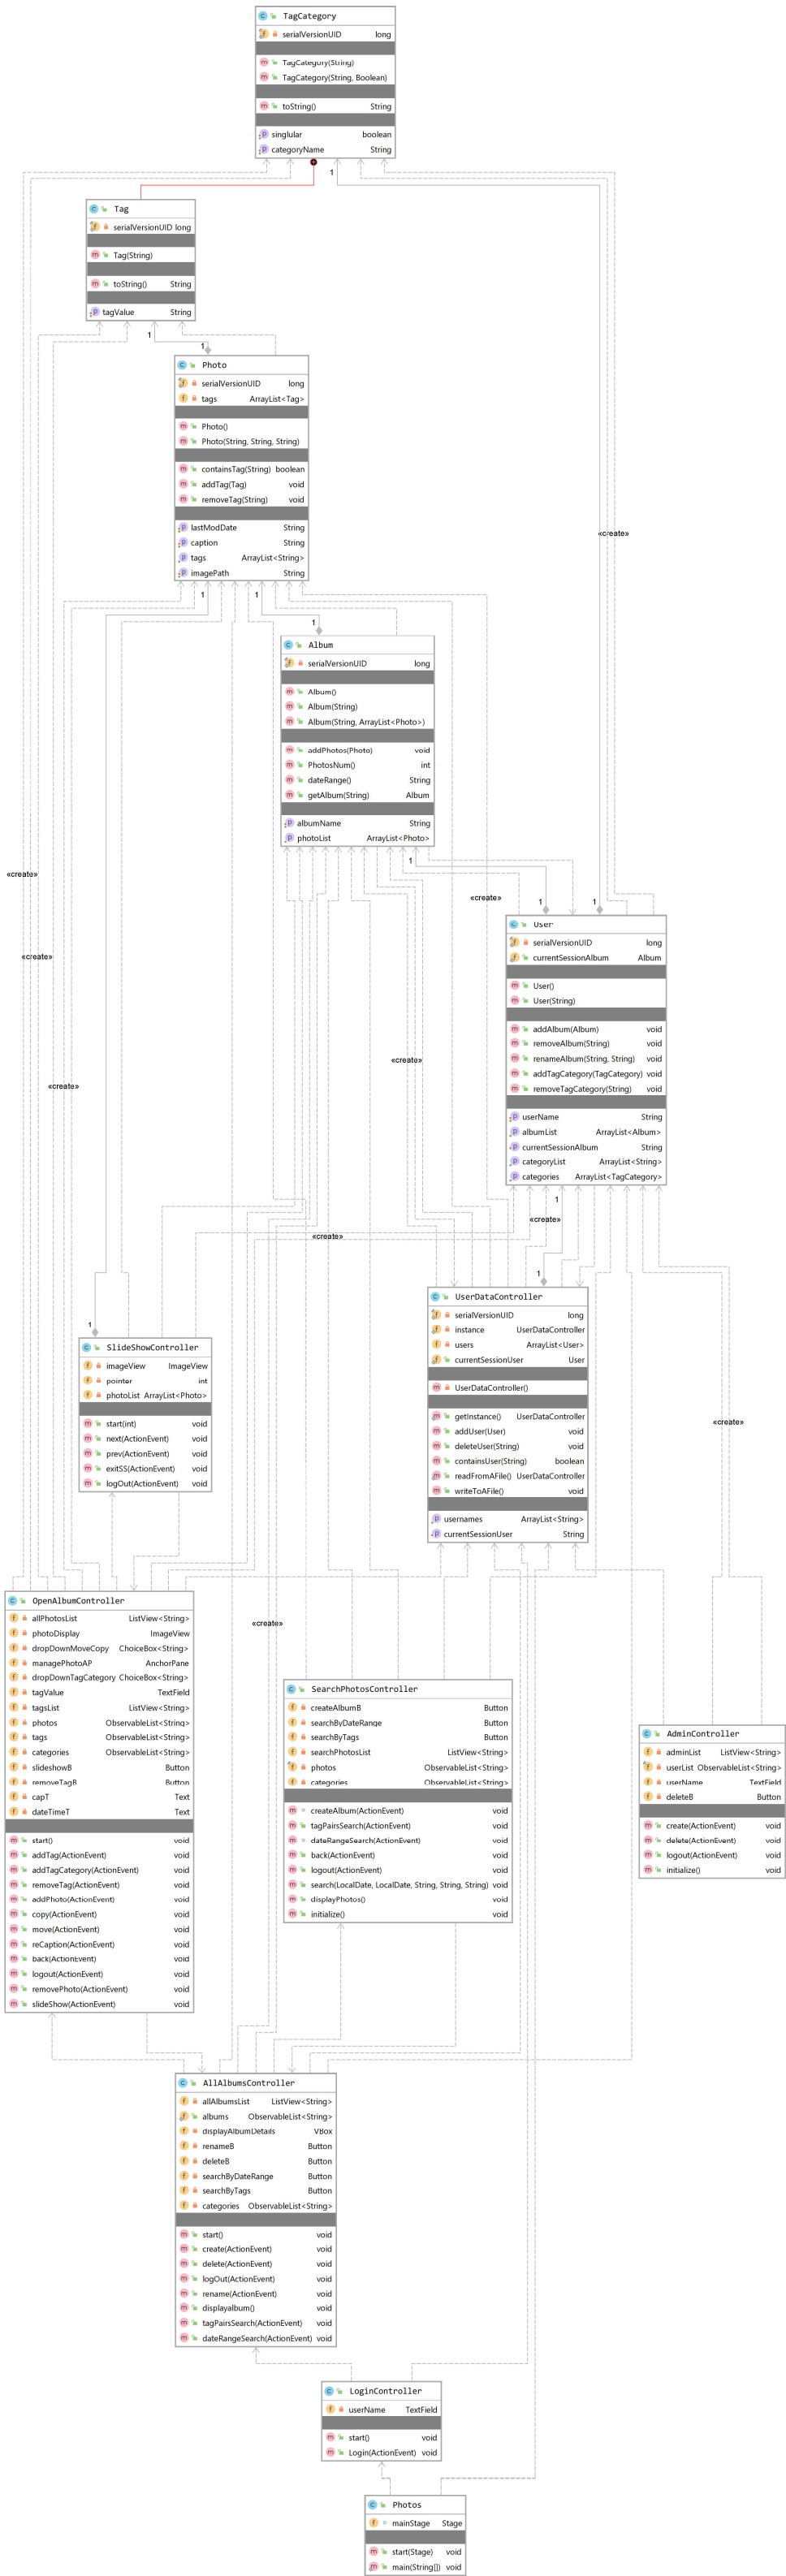 TagCategory
serialVersionUID long
TagCategory(String)
TagCategory(String, Boolean)
toString() String
singlular boolean
categoryName String
1
Tag
serialVersionUID long
Tag(String)
toString() String
tagValue String
1
1
Photo
serialVersionUID long
tags ArrayList<Tag>
Photo()
Photo(String, String, String)
containsTag(String) boolean
addTag(Tag) void
removeTag(String) void
lastModDate String
caption String
tags ArrayList<String>
imagePath String
«create»
1
1
1
Album
serialVersionUID long
Album()
Album(String)
Album(String, ArrayList<Photo>)
addPhotos(Photo) void
PhotosNum() int
dateRange() String
getAlbum(String) Album
albumName String
photoList ArrayList<Photo>
1
«create»
«create»
1
1
User
serialVersionUID long
currentSessionAlbum Album
User()
User(String)
addAlbum(Album) void
removeAlbum(String) void
renameAlbum(String, String) void
addTagCategory(TagCategory) void
removeTagCategory(String) void
userName String
albumList ArrayList<Album>
currentSessionAlbum String
categoryList ArrayList<String>
categories ArrayList<TagCategory>
«create»
«create»
«create»
1
«create»
«create»
1
UserDataController
serialVersionUID long
instance UserDataController
users ArrayList<User>
currentSessionUser User
UserDataController()
getInstance() UserDataController
addUser(User) void
deleteUser(String) void
containsUser(String) boolean
readFromAFile() UserDataController
writeToAFile() void
usernames ArrayList<String>
currentSessionUser String
1
SlideShowController
imageView ImageView
pointer int
photoList ArrayList<Photo>
start(int) void
next(ActionEvent) void
prev(ActionEvent) void
exitSS(ActionEvent) void
logOut(ActionEvent) void
«create»
OpenAlbumController
allPhotosList ListView<String>
photoDisplay ImageView
dropDownMoveCopy ChoiceBox<String>
managePhotoAP AnchorPane
dropDownTagCategory ChoiceBox<String>
tagValue TextField
tagsList ListView<String>
photos ObservableList<String>
tags ObservableList<String>
categories ObservableList<String>
slideshowB Button
removeTagB Button
capT Text
dateTimeT Text
start() void
addTag(ActionEvent) void
addTagCategory(ActionEvent) void
removeTag(ActionEvent) void
addPhoto(ActionEvent) void
copy(ActionEvent) void
move(ActionEvent) void
reCaption(ActionEvent) void
back(ActionEvent) void
logout(ActionEvent) void
removePhoto(ActionEvent) void
slideShow(ActionEvent) void
«create»
SearchPhotosController
createAlbumB Button
searchByDateRange Button
searchByTags Button
searchPhotosList ListView<String>
photos ObservableList<String>
categories ObservableList<String>
createAlbum(ActionEvent) void
tagPairsSearch(ActionEvent) void
dateRangeSearch(ActionEvent) void
back(ActionEvent) void
logout(ActionEvent) void
search(LocalDate, LocalDate, String, String, String) void
displayPhotos() void
initialize() void
AdminController
adminList ListView<String>
userList ObservableList<String>
userName TextField
deleteB Button
create(ActionEvent) void
delete(ActionEvent) void
logout(ActionEvent) void
initialize() void
AllAlbumsController
allAlbumsList ListView<String>
albums ObservableList<String>
displayAlbumDetails VBox
renameB Button
deleteB Button
searchByDateRange Button
searchByTags Button
categories ObservableList<String>
start() void
create(ActionEvent) void
delete(ActionEvent) void
logOut(ActionEvent) void
rename(ActionEvent) void
displayalbum() void
tagPairsSearch(ActionEvent) void
dateRangeSearch(ActionEvent) void
LoginController
userName TextField
start() void
Login(ActionEvent) void
Photos
mainStage Stage
start(Stage) void
main(String[]) void